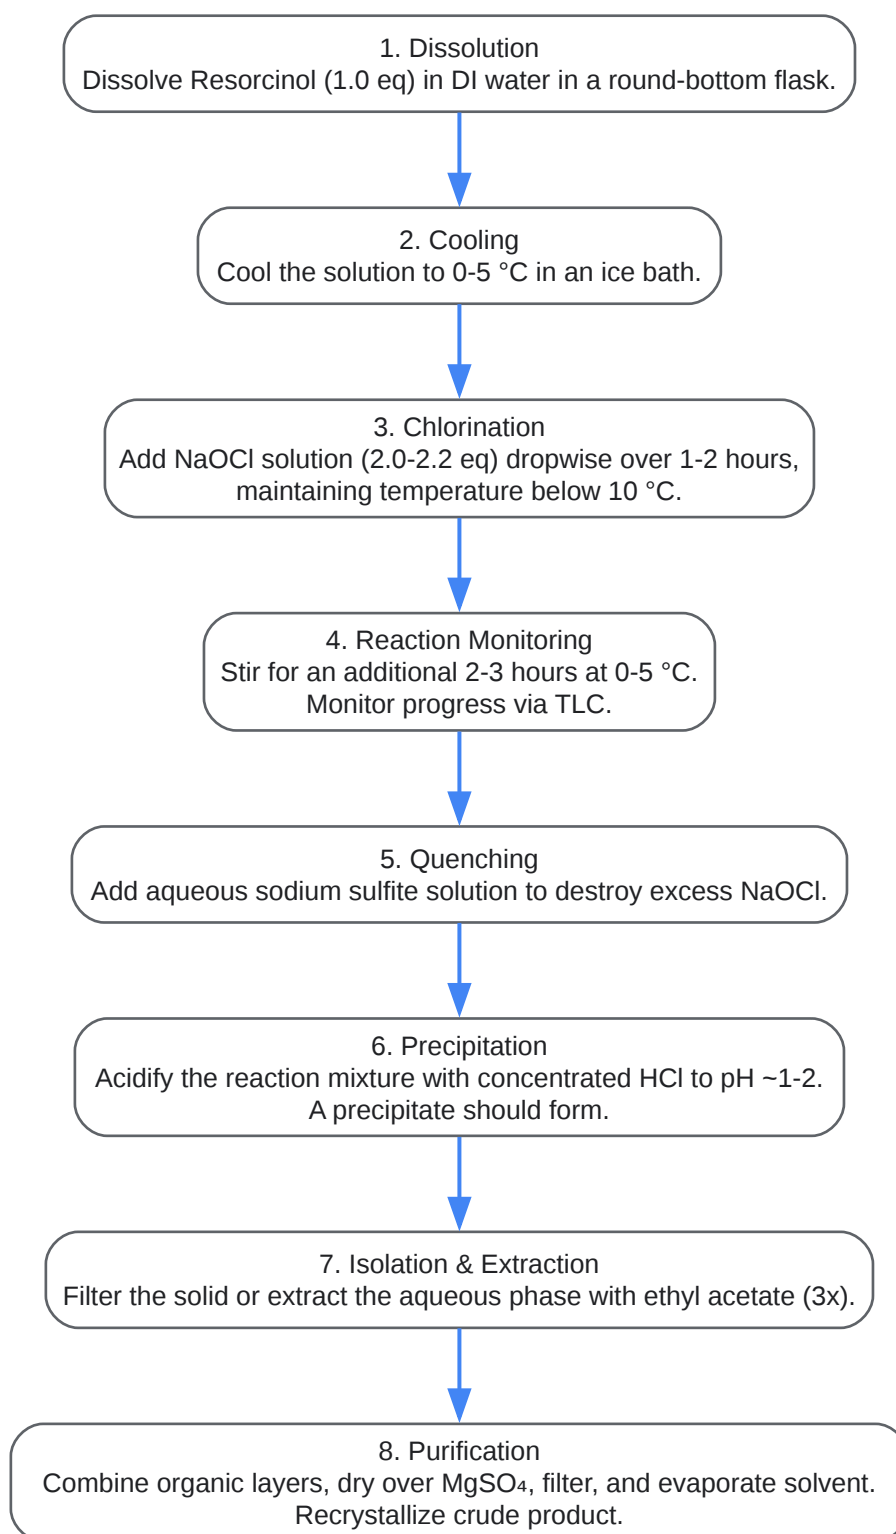 1. Dissolution
Dissolve Resorcinol (1.0 eq) in DI water in a round-bottom flask.
2. Cooling
Cool the solution to 0-5 °C in an ice bath.
3. Chlorination
Add NaOCl solution (2.0-2.2 eq) dropwise over 1-2 hours,
maintaining temperature below 10 °C.
4. Reaction Monitoring
Stir for an additional 2-3 hours at 0-5 °C.
Monitor progress via TLC.
5. Quenching
Add aqueous sodium sulfite solution to destroy excess NaOCl.
6. Precipitation
Acidify the reaction mixture with concentrated HCl to pH ~1-2.
A precipitate should form.
7. Isolation & Extraction
Filter the solid or extract the aqueous phase with ethyl acetate (3x).
8. Purification
Combine organic layers, dry over MgSO₄, filter, and evaporate solvent.
Recrystallize crude product.